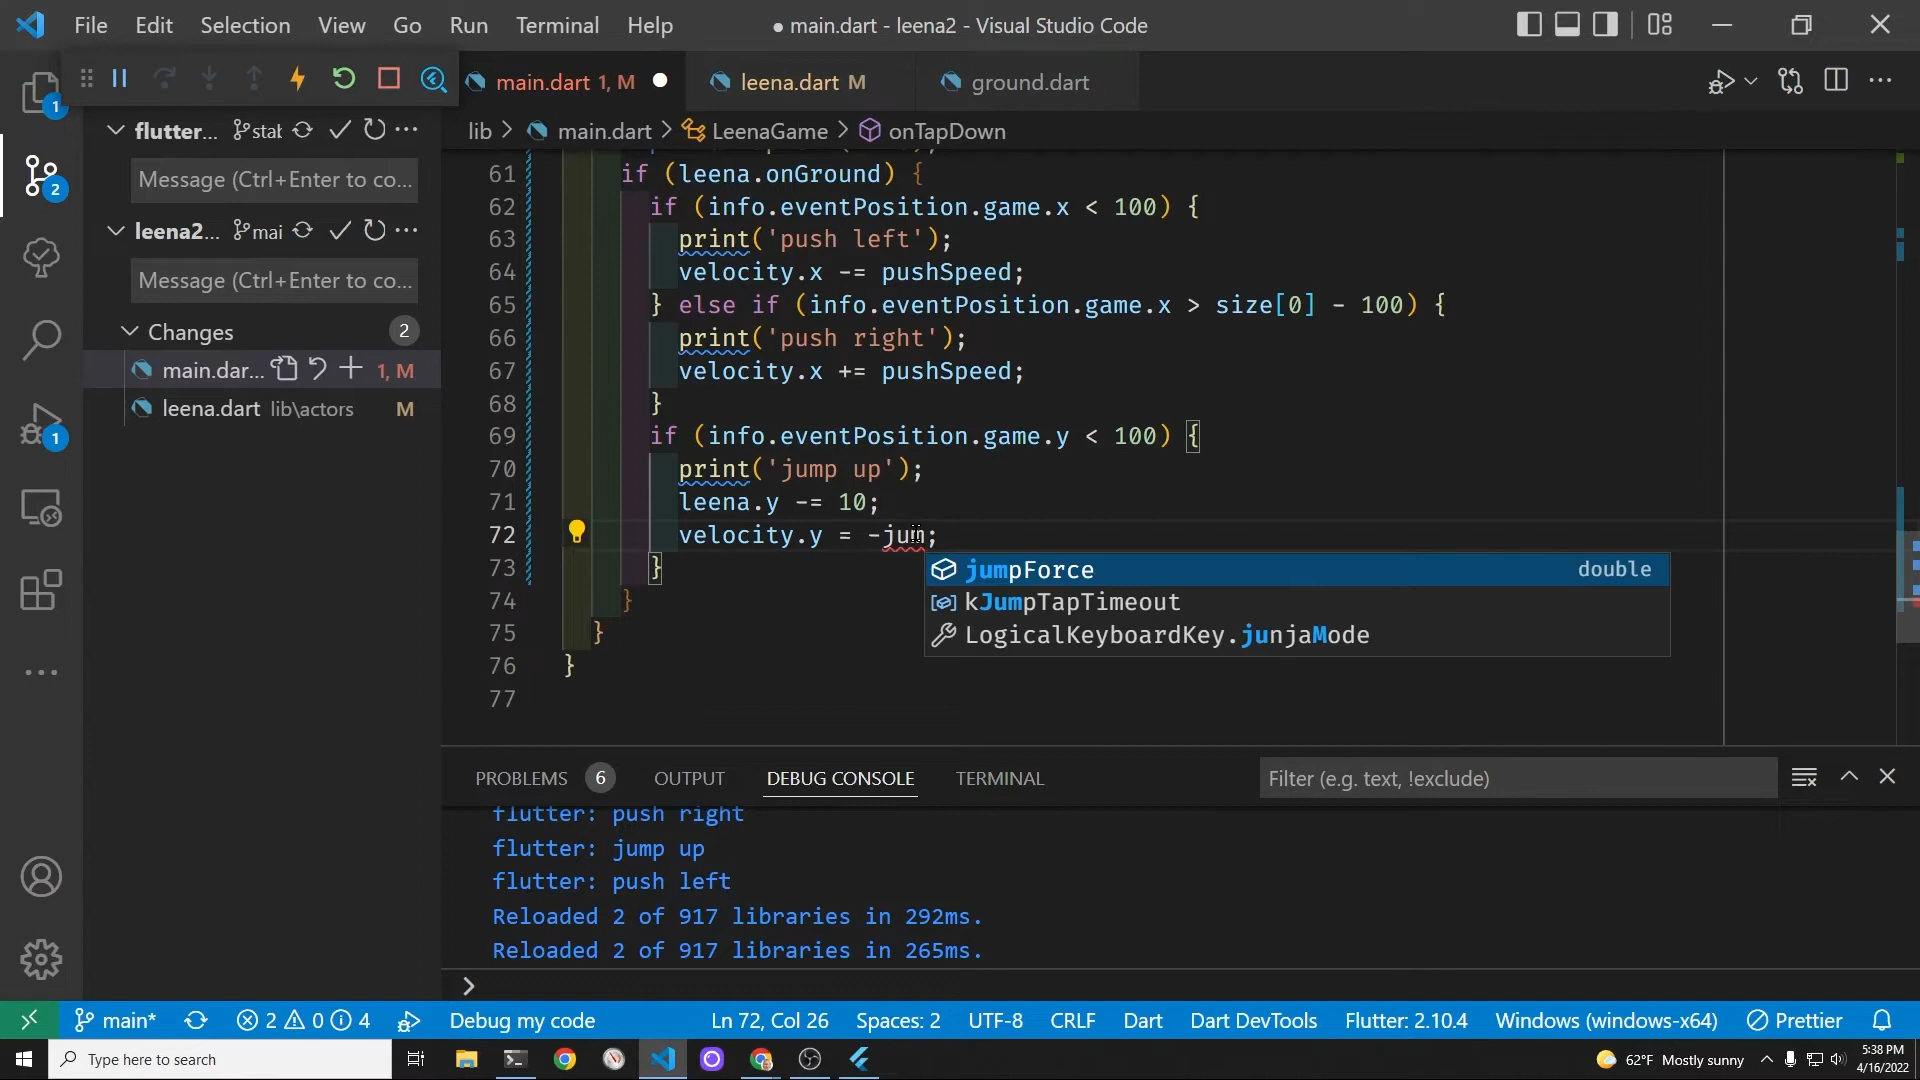 File Edit Selection View Go Run Terminal Help
● main.dart - leena2 - Visual Studio Code
main.dart 1, M
leena.dart M
ground.dart
lib > main.dart > LeenaGame > onTapDown
1
2
1
flutter... stal
Message (Ctrl+Enter to co...
leena2... mai
Message (Ctrl+Enter to co...
Changes 2
main.dar... 1, M
leena.dart lib\actors M
61 if (leena.onGround) {
62 if (info.eventPosition.game.x < 100) {
63 print('push left');
64 velocity.x -= pushSpeed;
65 } else if (info.eventPosition.game.x > size[0] - 100) {
66 print('push right');
67 velocity.x += pushSpeed;
68 }
69 if (info.eventPosition.game.y < 100) {
70 print('jump up');
71 leena.y -= 10;
72 velocity.y = -jum;
73 }
74 }
75 }
76 }
77
jumpForce double
kJumpTapTimeout
LogicalKeyboardKey.junjaMode
PROBLEMS 6 OUTPUT DEBUG CONSOLE TERMINAL
Filter (e.g. text, !exclude)
flutter: push right
flutter: jump up
flutter: push left
Reloaded 2 of 917 libraries in 292ms.
Reloaded 2 of 917 libraries in 265ms.
>
main* 2 0 4 Debug my code Ln 72, Col 26 Spaces: 2 UTF-8 CRLF Dart Dart DevTools Flutter: 2.10.4 Windows (windows-x64) Prettier
Type here to search
62°F Mostly sunny
5:38 PM
4/16/2022